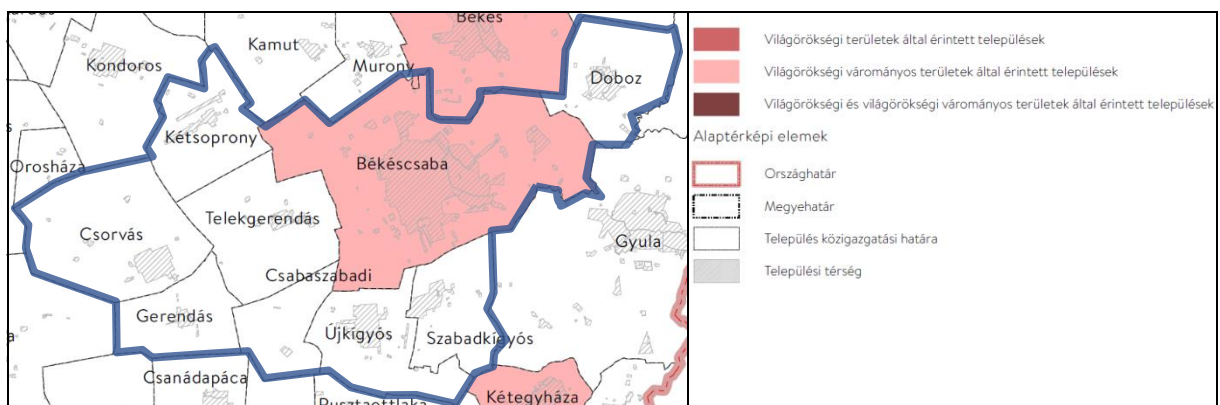 Békés
Kamut
Kondoros
Murony
Doboz
Kétsoprony
Orosháza
Békéscsaba
Telekgerendás
Csorvás
Gyula
Csabaszabadi
Gerendás
Újkígyós
Szabadkígyós
Csanádapáca
Kétegyháza
Pusztaottlaka
Világörökségi területek által érintett települések
Világörökségi várományos területek által érintett települések
Világörökségi és világörökségi várományos területek által érintett települések
Alaptérképi elemek
Országhatár
Megyehatár
Település közigazgatási határa
Települési térség